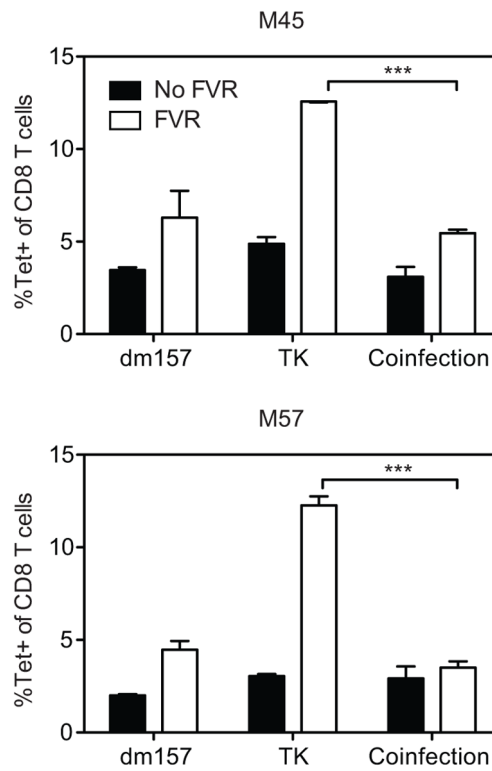 M45
%Tet+ of CD8 T cells
15
10
5
0
No FVR
FVR
***
dm157 TK Coinfection
M57
%Tet+ of CD8 T cells
15
10
5
0
***
dm157 TK Coinfection